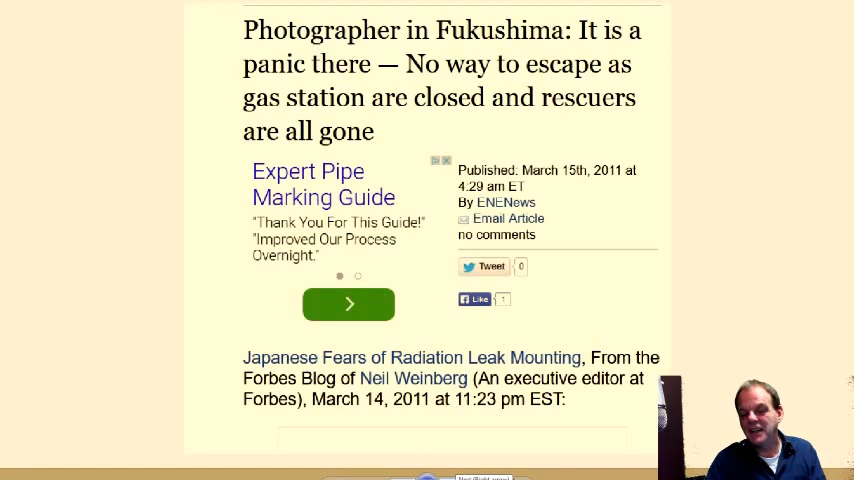 Photographer in Fukushima: It is a
panic there — No way to escape as
gas station are closed and rescuers
are all gone
Expert Pipe
Marking Guide
"Thank You For This Guide!"
"Improved Our Process
Overnight."
Published: March 15th, 2011 at
4:29 am ET
By ENENews
Email Article
no comments
Tweet 0
Like 1
Japanese Fears of Radiation Leak Mounting, From the
Forbes Blog of Neil Weinberg (An executive editor at
Forbes), March 14, 2011 at 11:23 pm EST: